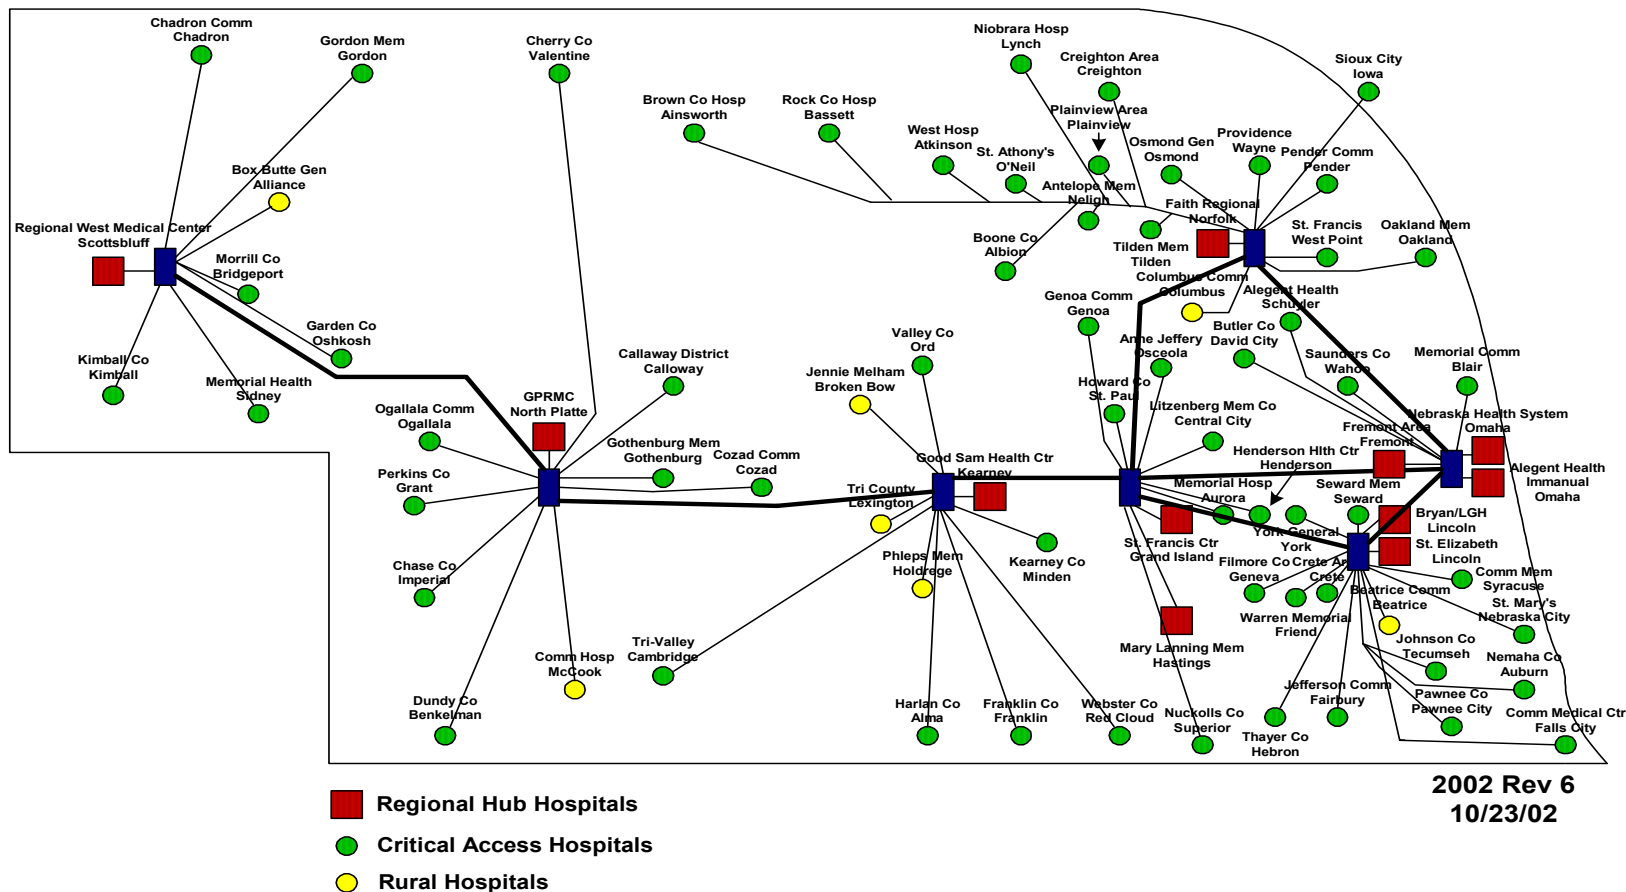 Chadron Comm
Chadron
Gordon Mem
Gordon
Cherry Co
Valentine
Niobrara Hosp
Lynch
Creighton Area
Creighton
Sioux City
Iowa
Brown Co Hosp
Ainsworth
Rock Co Hosp
Bassett
West Hosp
Atkinson
Plainview Area
Plainview
St. Athony's
O'Neil
Osmond Gen
Osmond
Providence
Wayne
Pender Comm
Pender
Box Butte Gen
Alliance
Antelope Mem
Neligh
Faith Regional
Norfolk
Regional West Medical Center
Scottsbluff
Boone Co
Albion
Tilden Mem
Tilden
St. Francis
West Point
Oakland Mem
Oakland
Morrill Co
Bridgeport
Columbus Comm
Columbus
Alegent Health
Schuyler
Genoa Comm
Genoa
Garden Co
Oshkosh
Butler Co
David City
Valley Co
Ord
Anne Jeffery
Osceola
Kimball Co
Kimball
Callaway District
Calloway
Saunders Co
Wahoo
Memorial Comm
Blair
Jennie Melham
Broken Bow
Memorial Health
Sidney
Howard Co
St. Paul
GPRMC
North Platte
Ogallala Comm
Ogallala
Litzenberg Mem Co
Central City
Nebraska Health System
Omaha
Fremont Area
Fremont
Gothenburg Mem
Gothenburg
Cozad Comm
Cozad
Good Sam Health Ctr
Kearney
Henderson Hlth Ctr
Henderson
Alegent Health
Immanual
Omaha
Perkins Co
Grant
Tri County
Lexington
Memorial Hosp
Aurora
Seward Mem
Seward
Bryan/LGH
Lincoln
St. Francis Ctr
Grand Island
York General
York
St. Elizabeth
Lincoln
Chase Co
Imperial
Phleps Mem
Holdrege
Kearney Co
Minden
Filmore Co
Geneva
Crete Ar
Crete
Comm Mem
Syracuse
Beatrice Comm
Beatrice
St. Mary's
Nebraska City
Warren Memorial
Friend
Tri-Valley
Cambridge
Comm Hosp
McCook
Mary Lanning Mem
Hastings
Johnson Co
Tecumseh
Nemaha Co
Auburn
Dundy Co
Benkelman
Harlan Co
Alma
Franklin Co
Franklin
Webster Co
Red Cloud
Nuckolls Co
Superior
Jefferson Comm
Fairbury
Pawnee Co
Pawnee City
Comm Medical Ctr
Falls City
Thayer Co
Hebron
2002 Rev 6
10/23/02
Regional Hub Hospitals
Critical Access Hospitals
Rural Hospitals